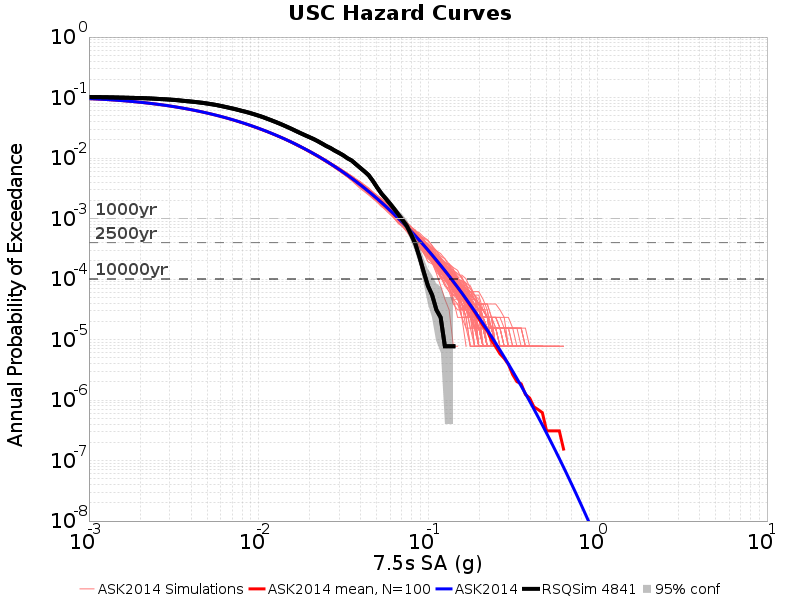 USC Hazard Curves
Annual Probability of Exceedance
10^0
10^-1
10^-2
10^-3
10^-4
10^-5
10^-6
10^-7
10^-8
1000yr
2500yr
10000yr
10^-3 10^-2 10^-1 10^0 10^1
7.5s SA (g)
ASK2014 Simulations ASK2014 mean, N=100 ASK2014 RSQSim 4841 95% conf